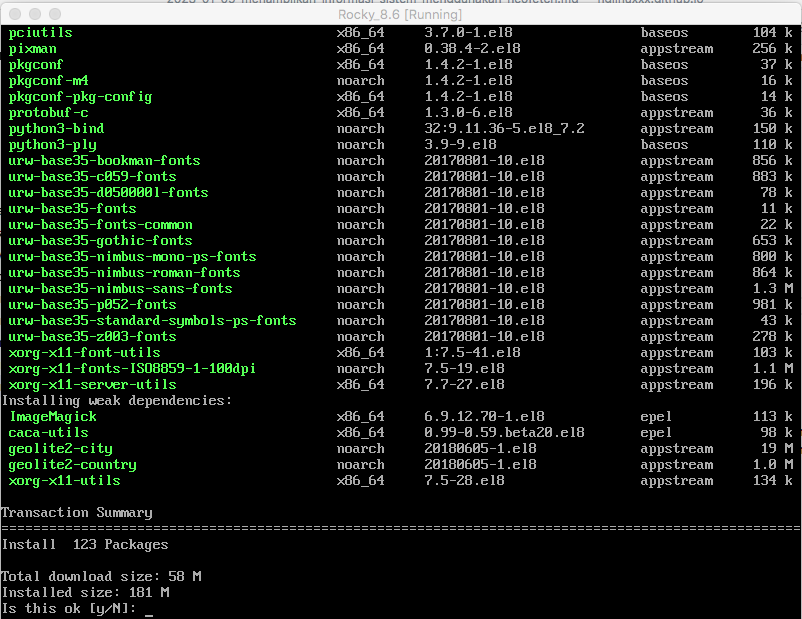 2023-01-05-menampilkan-informasi-sistem-menggunakan-neofetch.md — nalinaxxx.github.io
Rocky_8.6 [Running]
pciutils x86_64 3.7.0-1.el8 baseos 104 k
pixman x86_64 0.38.4-2.el8 appstream 256 k
pkgconf x86_64 1.4.2-1.el8 baseos 37 k
pkgconf-m4 noarch 1.4.2-1.el8 baseos 16 k
pkgconf-pkg-config x86_64 1.4.2-1.el8 baseos 14 k
protobuf-c x86_64 1.3.0-6.el8 appstream 36 k
python3-bind noarch 32:9.11.36-5.el8_7.2 appstream 150 k
python3-ply noarch 3.9-9.el8 baseos 110 k
urw-base35-bookman-fonts noarch 20170801-10.el8 appstream 856 k
urw-base35-c059-fonts noarch 20170801-10.el8 appstream 883 k
urw-base35-d050000l-fonts noarch 20170801-10.el8 appstream 78 k
urw-base35-fonts noarch 20170801-10.el8 appstream 11 k
urw-base35-fonts-common noarch 20170801-10.el8 appstream 22 k
urw-base35-gothic-fonts noarch 20170801-10.el8 appstream 653 k
urw-base35-nimbus-mono-ps-fonts noarch 20170801-10.el8 appstream 800 k
urw-base35-nimbus-roman-fonts noarch 20170801-10.el8 appstream 864 k
urw-base35-nimbus-sans-fonts noarch 20170801-10.el8 appstream 1.3 M
urw-base35-p052-fonts noarch 20170801-10.el8 appstream 981 k
urw-base35-standard-symbols-ps-fonts noarch 20170801-10.el8 appstream 43 k
urw-base35-z003-fonts noarch 20170801-10.el8 appstream 278 k
xorg-x11-font-utils x86_64 1:7.5-41.el8 appstream 103 k
xorg-x11-fonts-ISO8859-1-100dpi noarch 7.5-19.el8 appstream 1.1 M
xorg-x11-server-utils x86_64 7.7-27.el8 appstream 196 k
Installing weak dependencies:
ImageMagick x86_64 6.9.12.70-1.el8 epel 113 k
caca-utils x86_64 0.99-0.59.beta20.el8 epel 98 k
geolite2-city noarch 20180605-1.el8 appstream 19 M
geolite2-country noarch 20180605-1.el8 appstream 1.0 M
xorg-x11-utils x86_64 7.5-28.el8 appstream 134 k
Transaction Summary
====================================================================================================
Install 123 Packages
Total download size: 58 M
Installed size: 181 M
Is this ok [y/N]: _